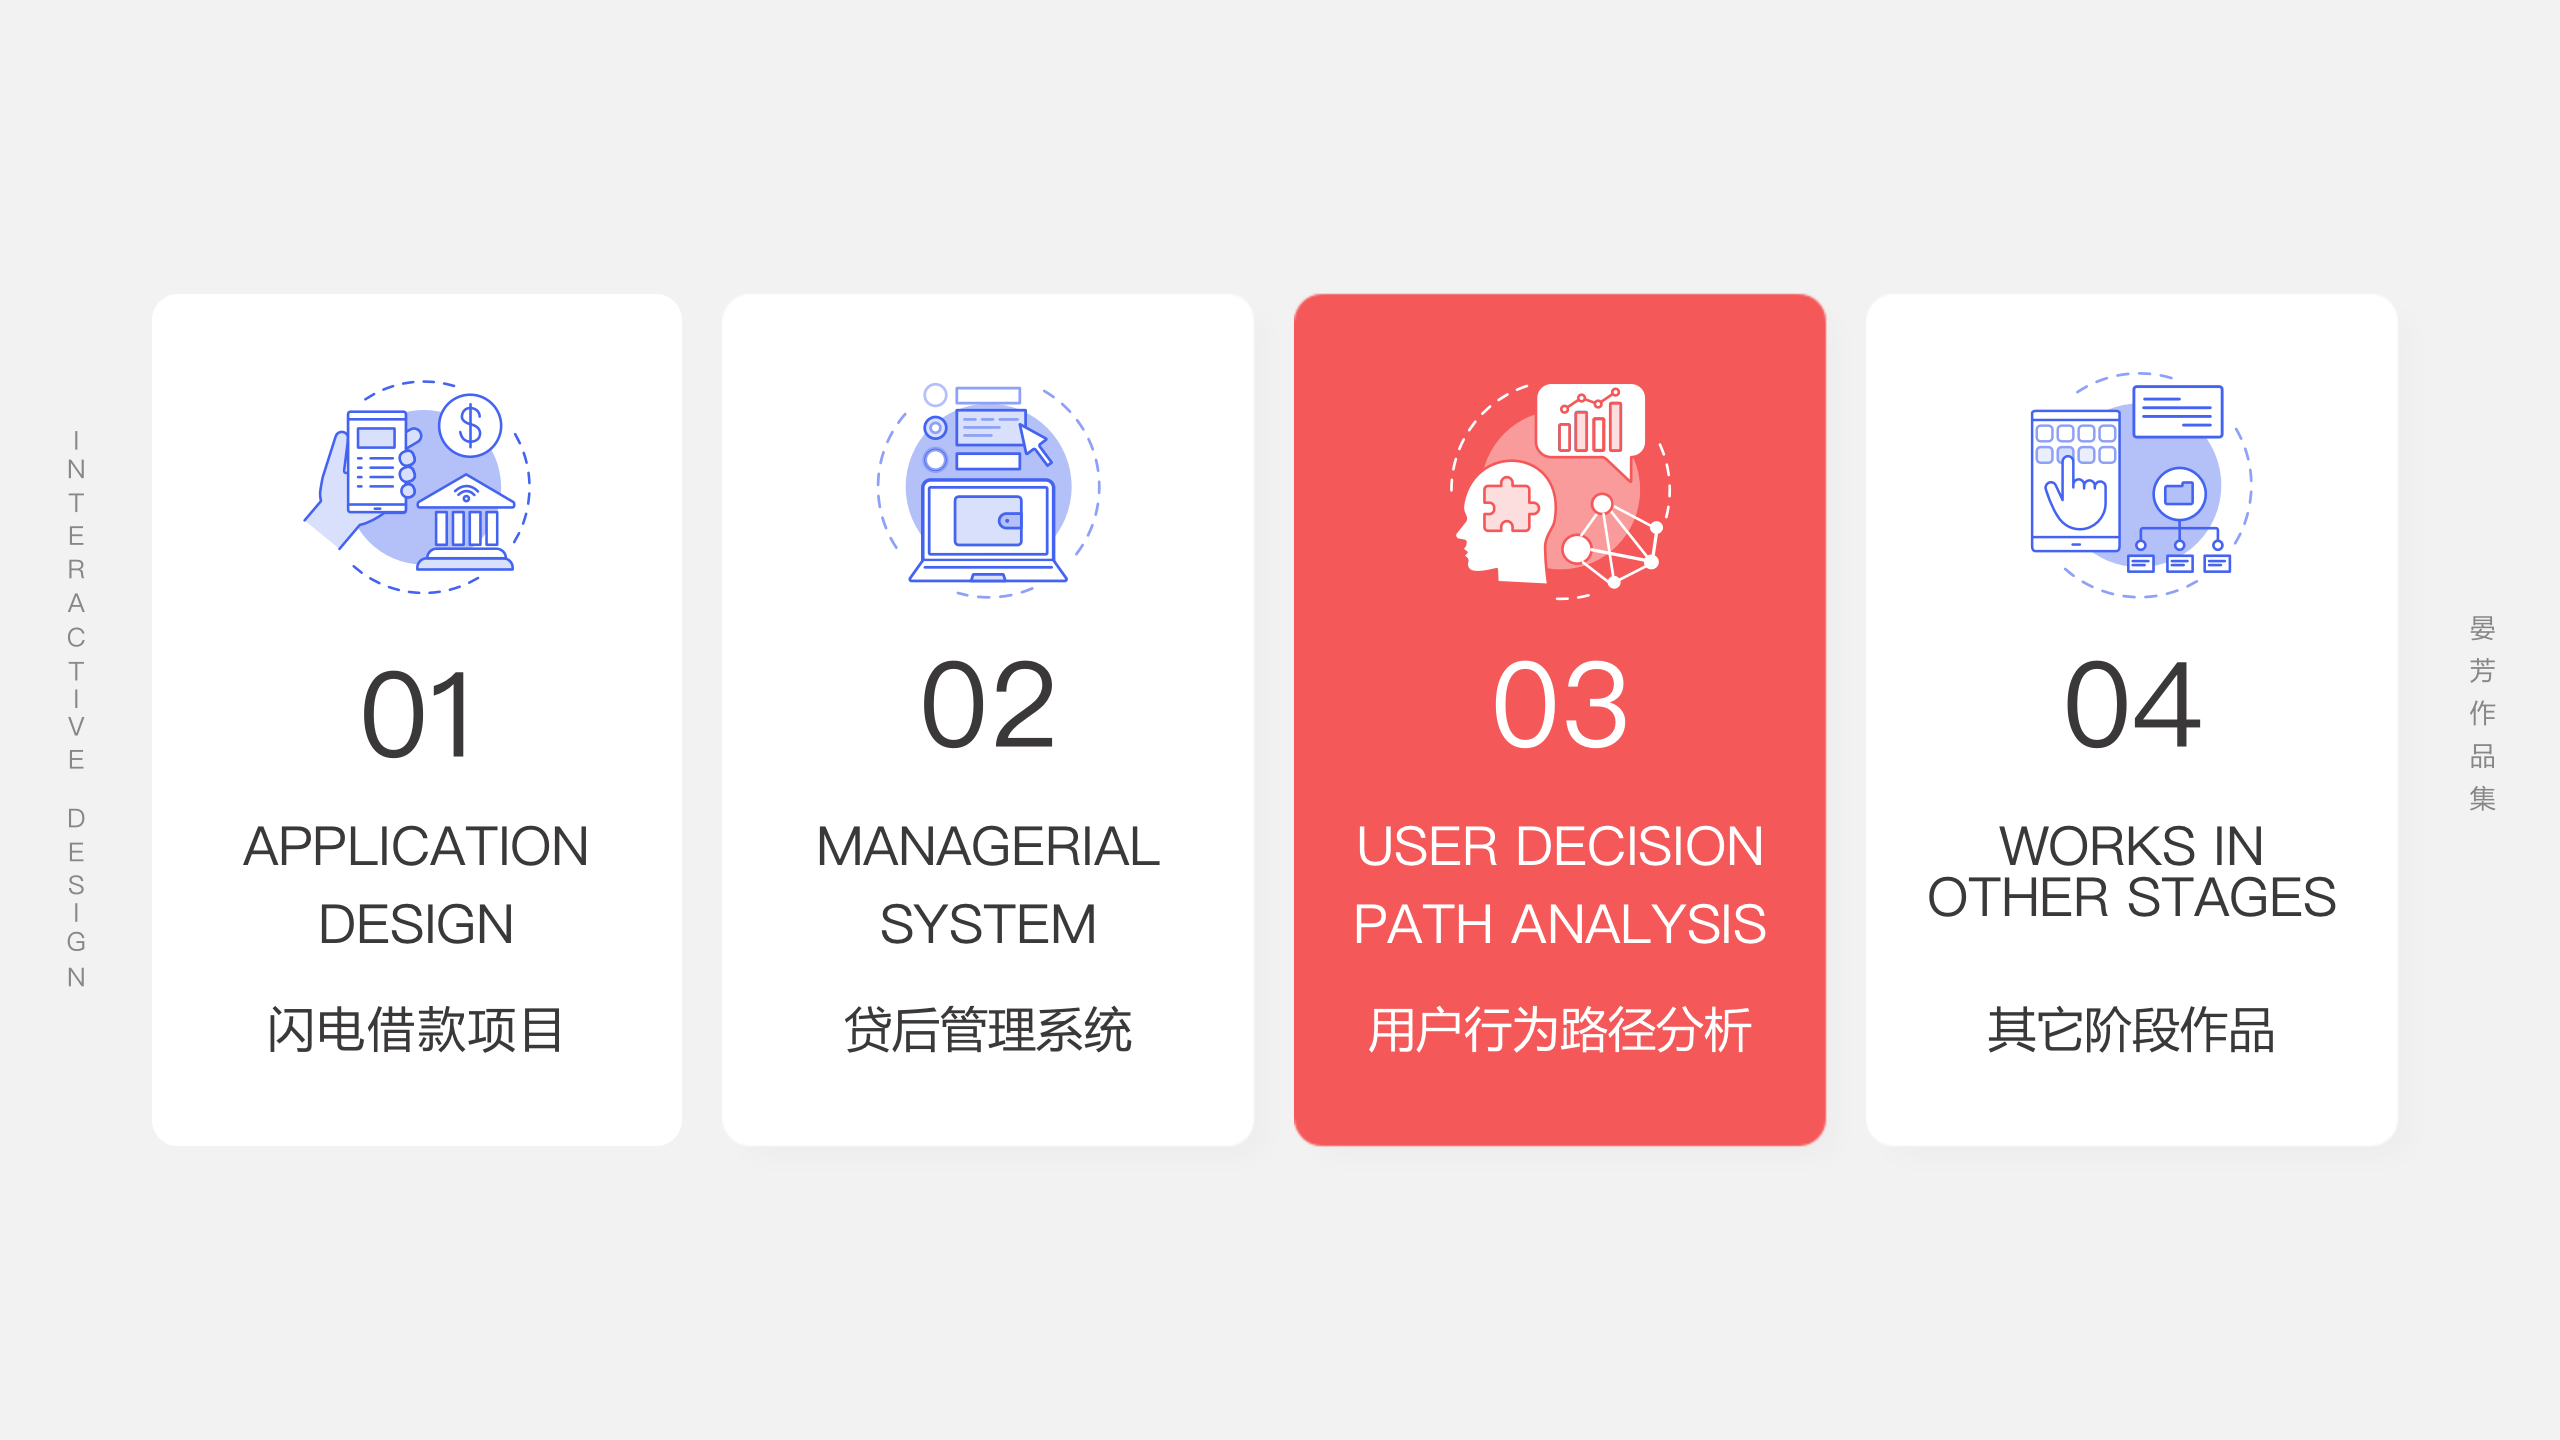 INTERACTIVE DESIGN
01
APPLICATION
DESIGN
闪电借款项目
02
MANAGERIAL
SYSTEM
贷后管理系统
03
USER DECISION
PATH ANALYSIS
用户行为路径分析
04
WORKS IN
OTHER STAGES
其它阶段作品
晏芳作品集